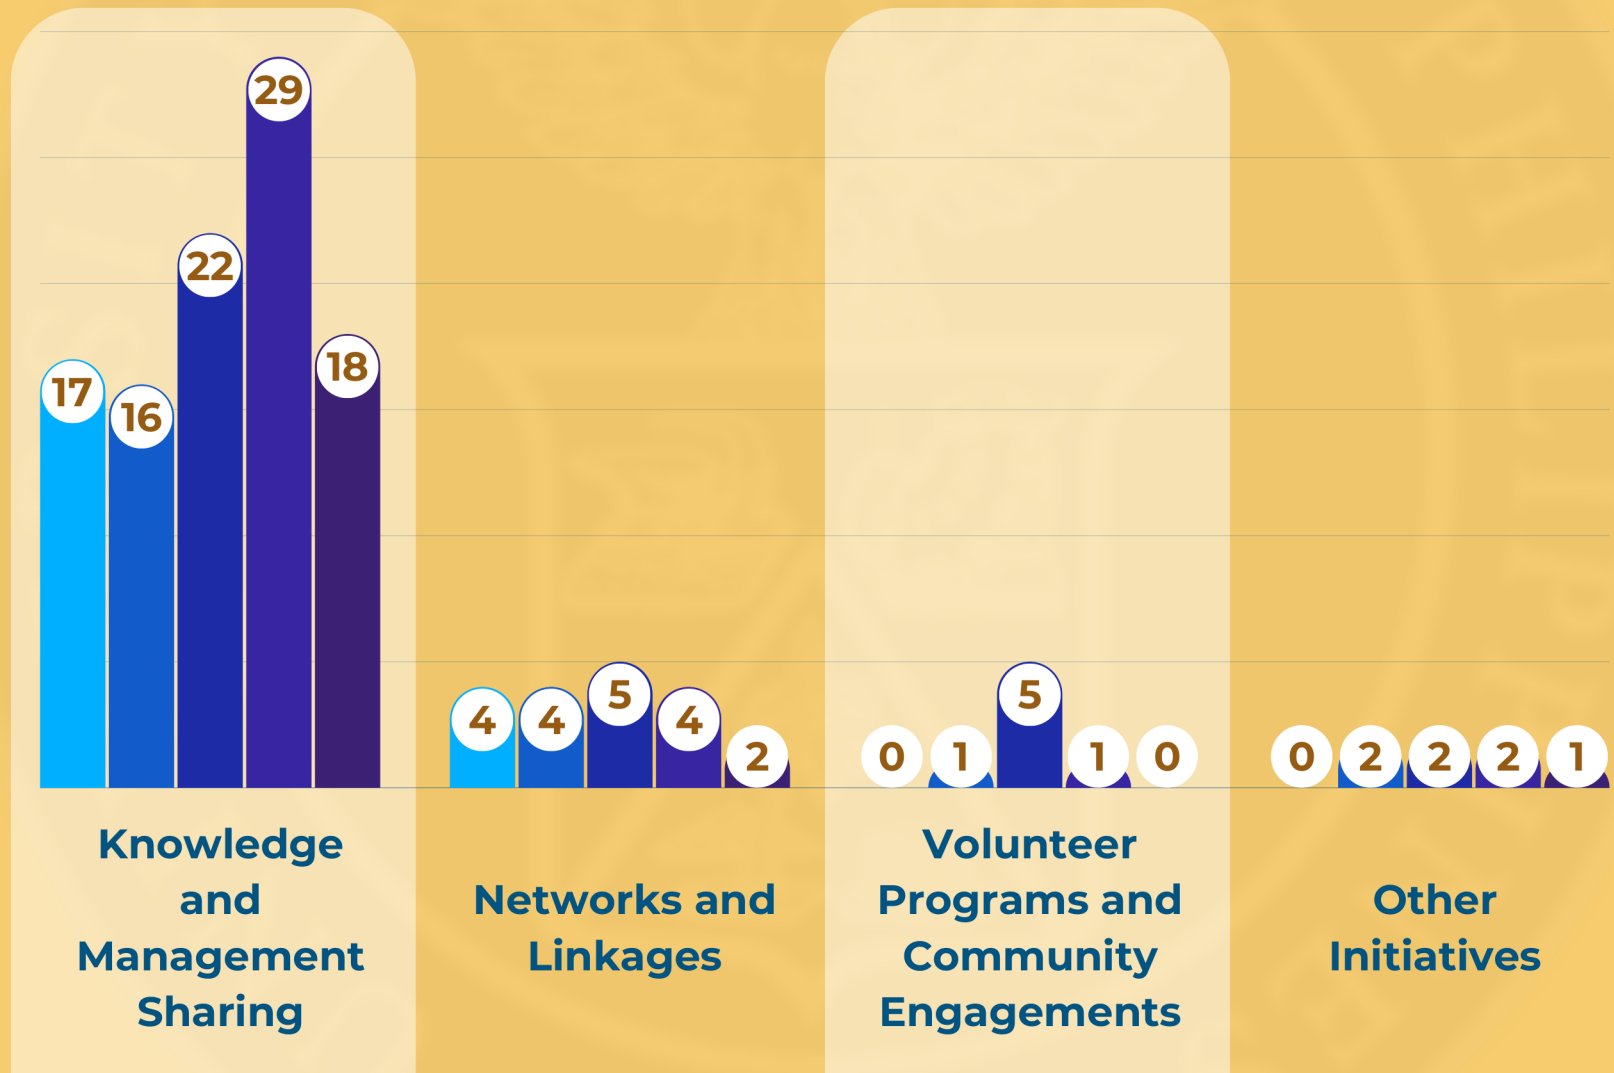 29
22
17
18
16
4
4
5
4
2
0
1
5
1
0
0
2
2
2
1
Knowledge
and
Management
Sharing
Networks and
Linkages
Volunteer
Programs and
Community
Engagements
Other
Initiatives